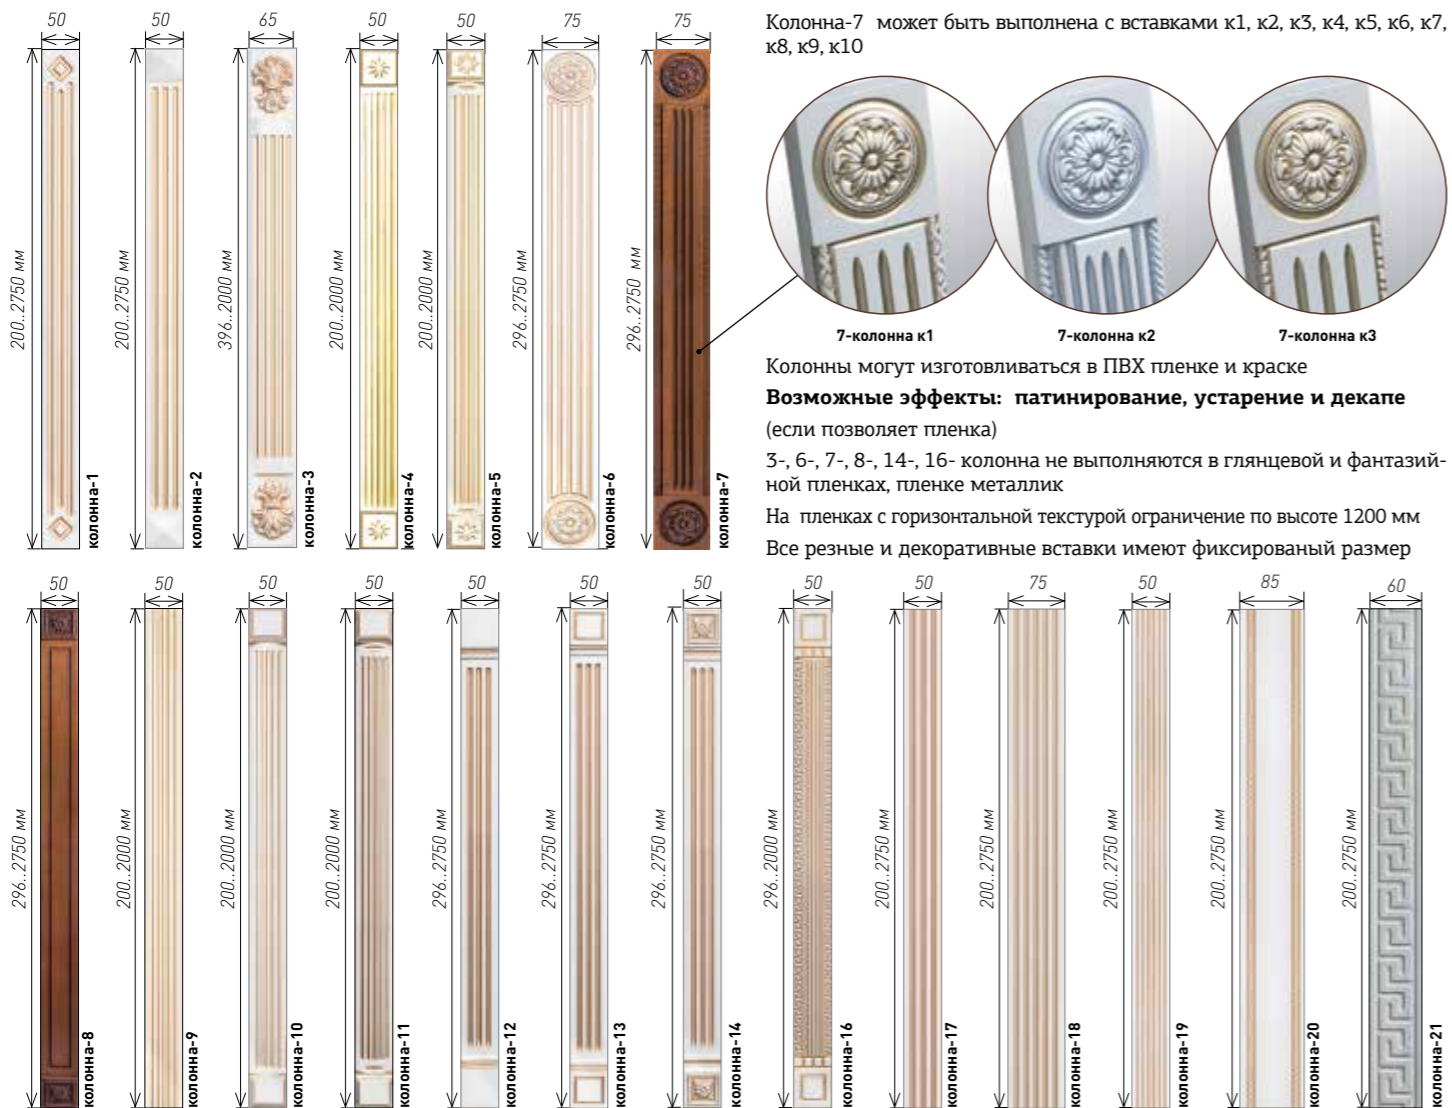 50
50
65
50
50
75
75
Колонна-7 может быть выполнена с вставками к1, к2, к3, к4, к5, к6, к7,
к8, к9, к10
200..2750 мм
200..2750 мм
396..2000 мм
200..2000 мм
200..2000 мм
296..2750 мм
296..2750 мм
колонна-1
колонна-2
колонна-3
колонна-4
колонна-5
колонна-6
колонна-7
7-колонна к1
7-колонна к2
7-колонна к3
Колонны могут изготовливаться в ПВХ пленке и краске
Возможные эффекты: патинирование, устарение и декапе
(если позволяет пленка)
3-, 6-, 7-, 8-, 14-, 16- колонна не выполняются в глянцевой и фантазий-
ной пленках, пленке металлик
На пленках с горизонтальной текстурой ограничение по высоте 1200 мм
Все резные и декоративные вставки имеют фиксированый размер
50
50
50
50
50
50
50
50
50
75
50
85
60
296..2750 мм
200..2000 мм
200..2000 мм
200..2000 мм
296..2750 мм
296..2750 мм
296..2750 мм
296..2000 мм
200..2750 мм
200..2750 мм
200..2750 мм
200..2750 мм
200..2750 мм
колонна-8
колонна-9
колонна-10
колонна-11
колонна-12
колонна-13
колонна-14
колонна-16
колонна-17
колонна-18
колонна-19
колонна-20
колонна-21